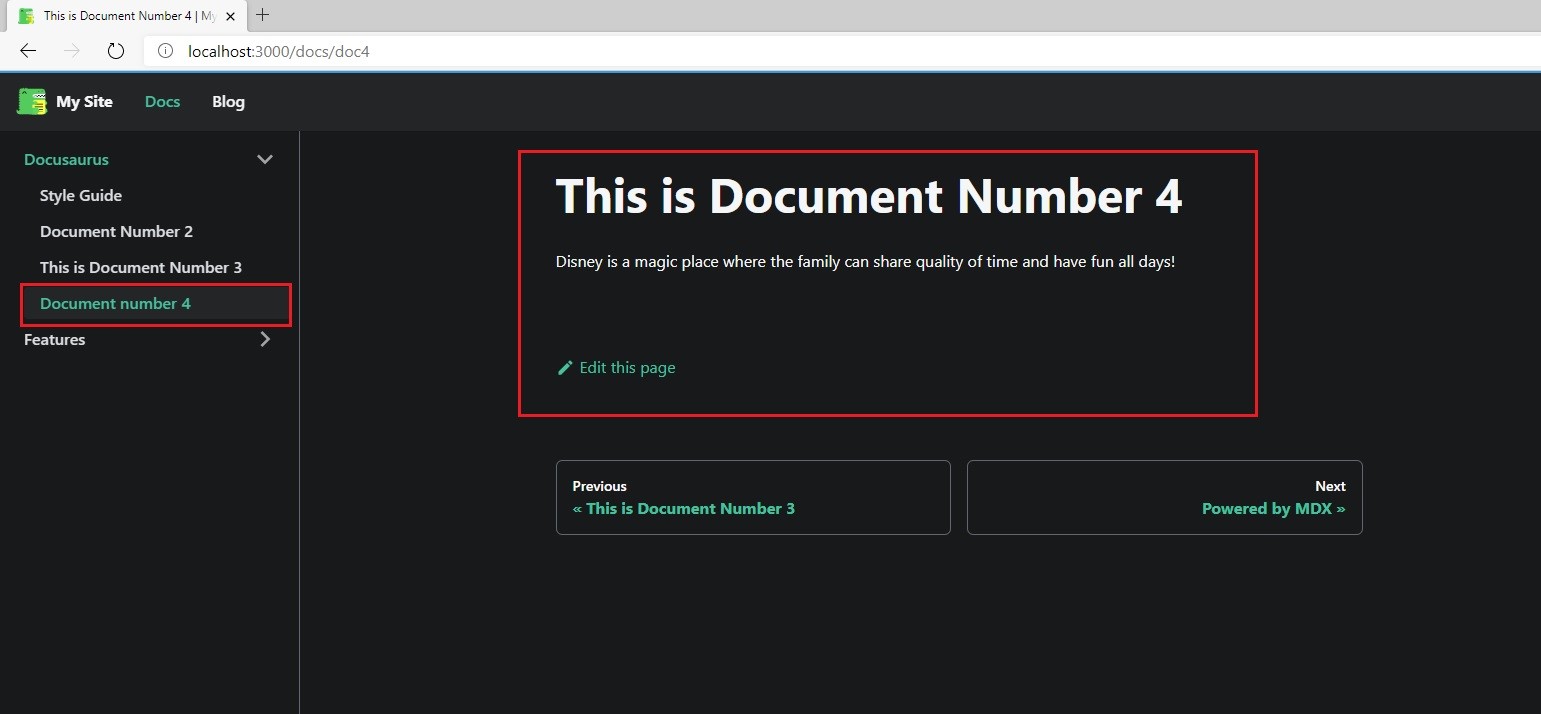 This is Document Number 4 | My
localhost:3000/docs/doc4
My Site Docs Blog
Docusaurus
Style Guide
Document Number 2
This is Document Number 3
Document number 4
Features
This is Document Number 4
Disney is a magic place where the family can share quality of time and have fun all days!
Edit this page
Previous
« This is Document Number 3
Next
Powered by MDX »